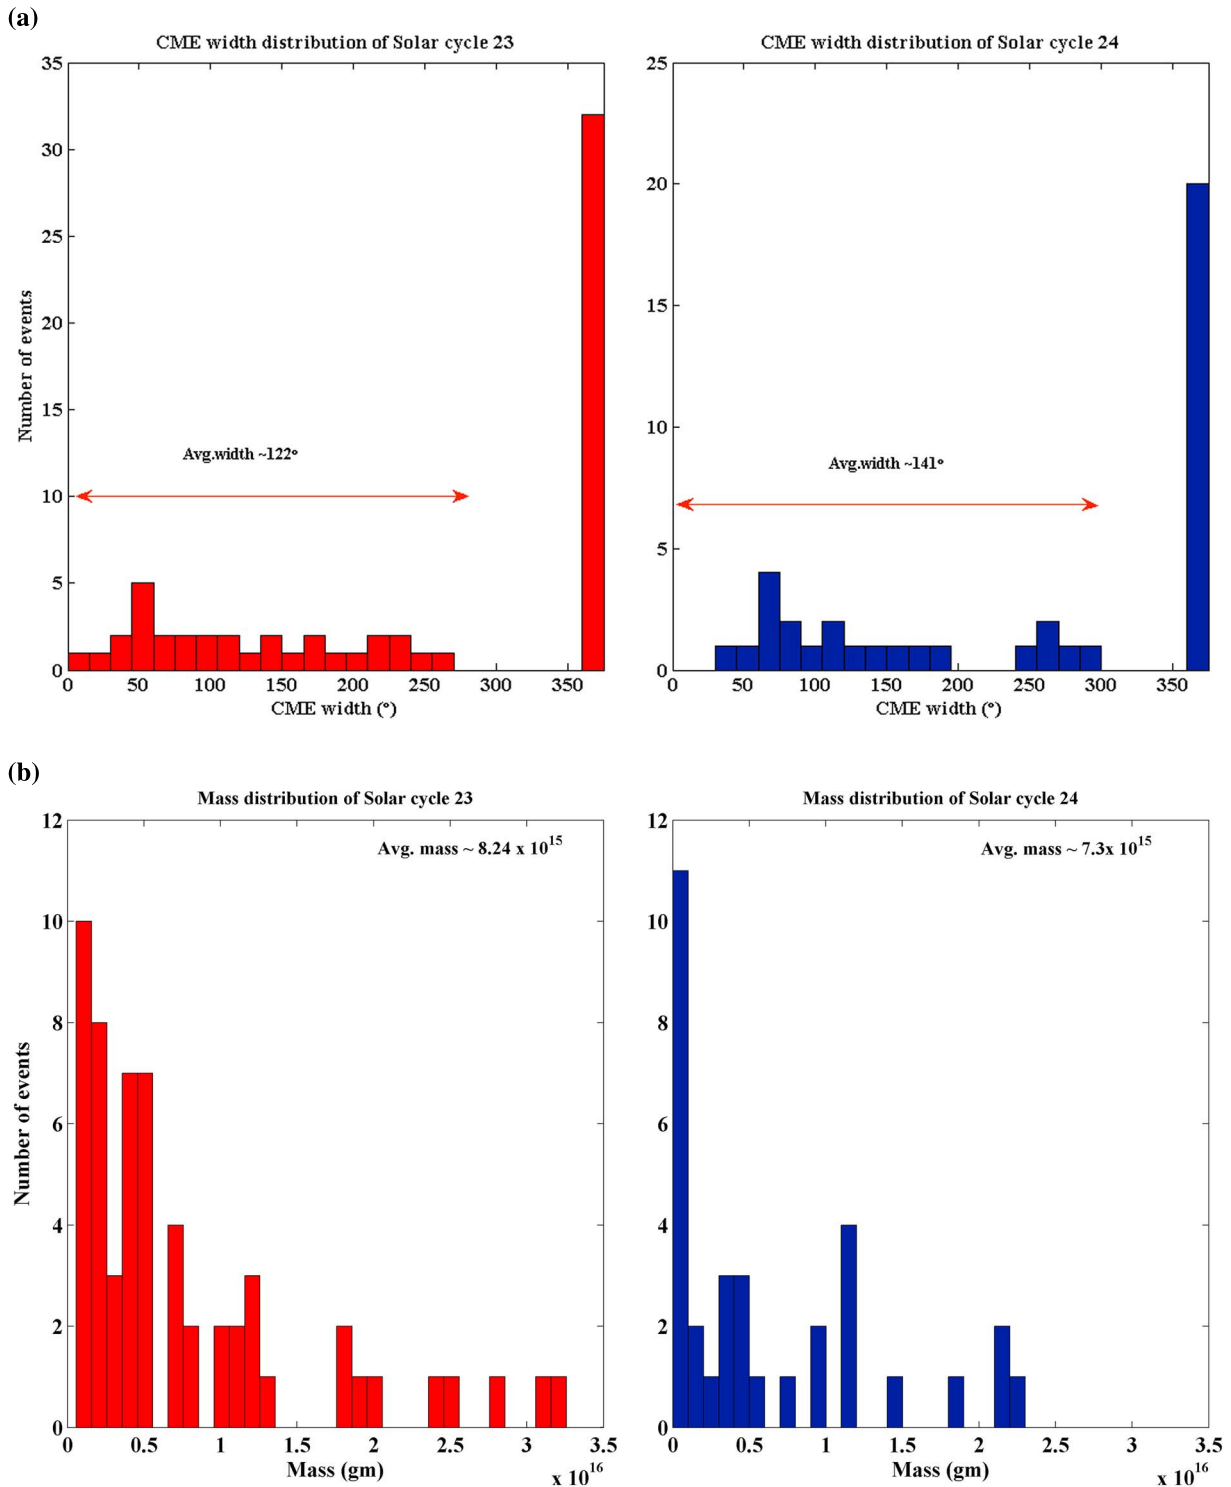 (a)
CME width distribution of Solar cycle 23
35
30
25
20
15
10
5
0
Number of events
Avg.width ~122°
0 50 100 150 200 250 300 350
CME width (°)
CME width distribution of Solar cycle 24
25
20
15
10
5
0
Avg.width ~141°
0 50 100 150 200 250 300 350
CME width (°)
(b)
Mass distribution of Solar cycle 23
12
10
8
6
4
2
0
Number of events
Avg. mass ~ 8.24 x 10^15
0 0.5 1 1.5 2 2.5 3 3.5
Mass (gm)
x 10^16
Mass distribution of Solar cycle 24
12
10
8
6
4
2
0
Avg. mass ~ 7.3x 10^15
0 0.5 1 1.5 2 2.5 3 3.5
Mass (gm)
x 10^16